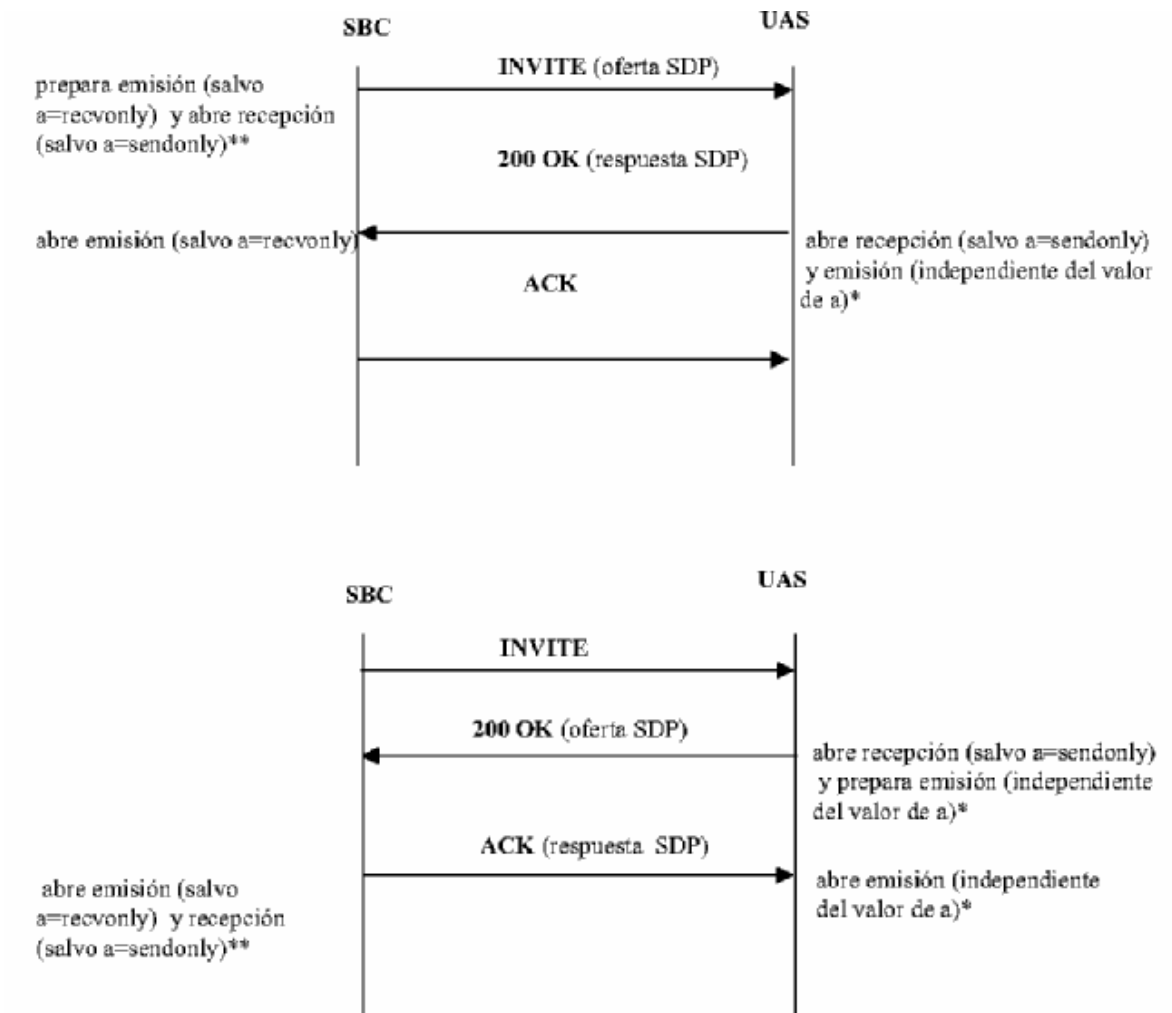 SBC
UAS
INVITE (oferta SDP)
prepara emisión (salvo
a=recvonly) y abre recepción
(salvo a=sendonly)**
200 OK (respuesta SDP)
abre emisión (salvo a=recvonly)
abre recepción (salvo a=sendonly)
y emisión (independiente del valor
de a)*
ACK
SBC
UAS
INVITE
200 OK (oferta SDP)
abre recepción (salvo a=sendonly)
y prepara emisión (independiente
del valor de a)*
ACK (respuesta SDP)
abre emisión (salvo
a=recvonly) y recepción
(salvo a=sendonly)**
abre emisión (independiente
del valor de a)*